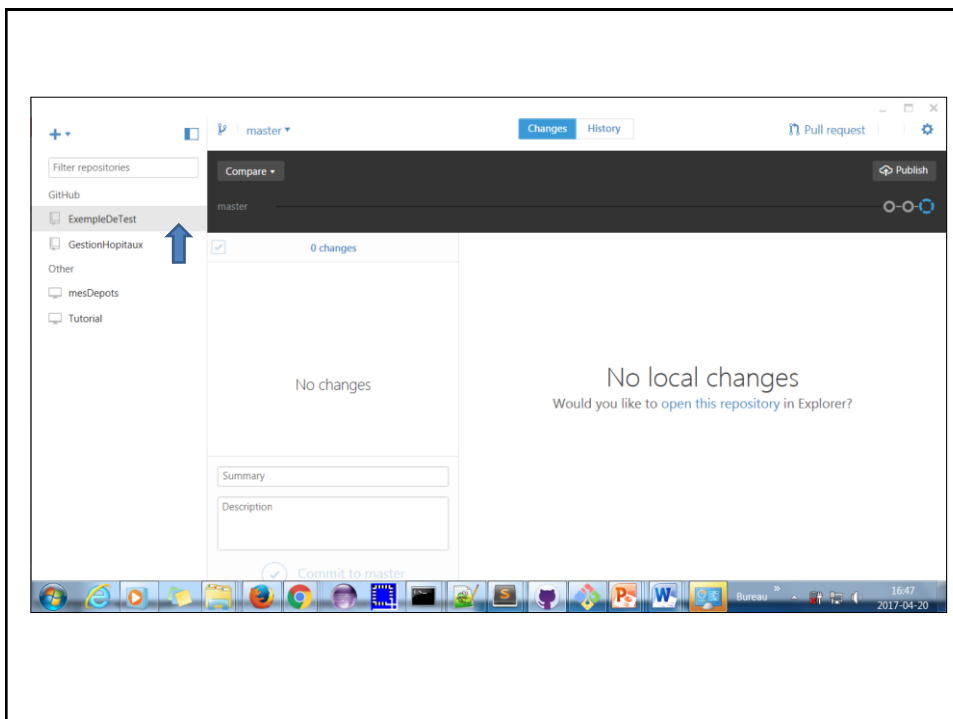 master
Changes
History
Pull request
Filter repositories
GitHub
ExempleDeTest
GestionHopitaux
Other
mesDepots
Tutorial
Compare
Publish
master
0 changes
No changes
Summary
Description
Commit to master
No local changes
Would you like to open this repository in Explorer?
Bureau
16:47
2017-04-20